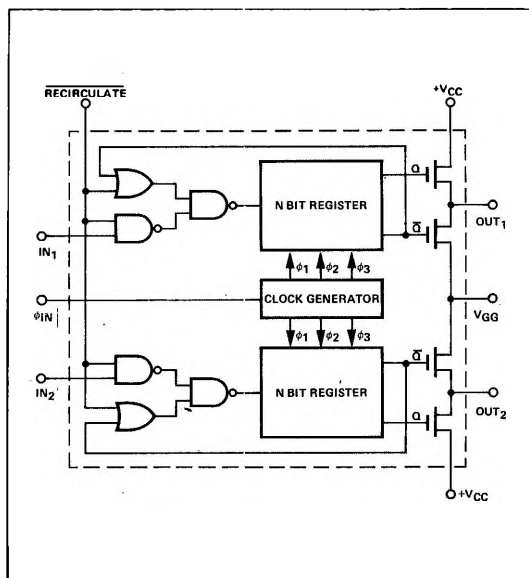 RECIRCULATE
+VCC
Q
N BIT REGISTER
OUT1
Q̅
IN1
ϕ1 ϕ2 ϕ3
ϕIN
CLOCK GENERATOR
VGG
ϕ1 ϕ2 ϕ3
Q̅
IN2
N BIT REGISTER
OUT2
Q
+VCC